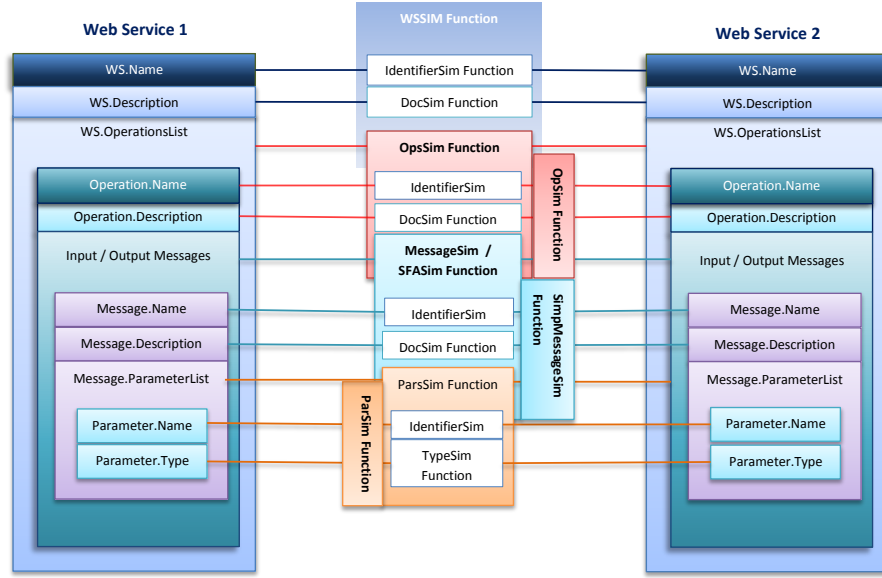 WSSIM Function
Web Service 1
Web Service 2
WS.Name
IdentifierSim Function
WS.Name
WS.Description
DocSim Function
WS.Description
WS.OperationsList
WS.OperationsList
OpsSim Function
Operation.Name
IdentifierSim
Operation.Name
Operation.Description
DocSim Function
Operation.Description
OpSim Function
Input / Output Messages
MessageSim /
SFASim Function
Input / Output Messages
Message.Name
IdentifierSim
Message.Name
Message.Description
DocSim Function
Message.Description
SimpMessageSim
Function
Message.ParameterList
ParsSim Function
Message.ParameterList
ParSim Function
Parameter.Name
IdentifierSim
Parameter.Name
Parameter.Type
TypeSim
Function
Parameter.Type